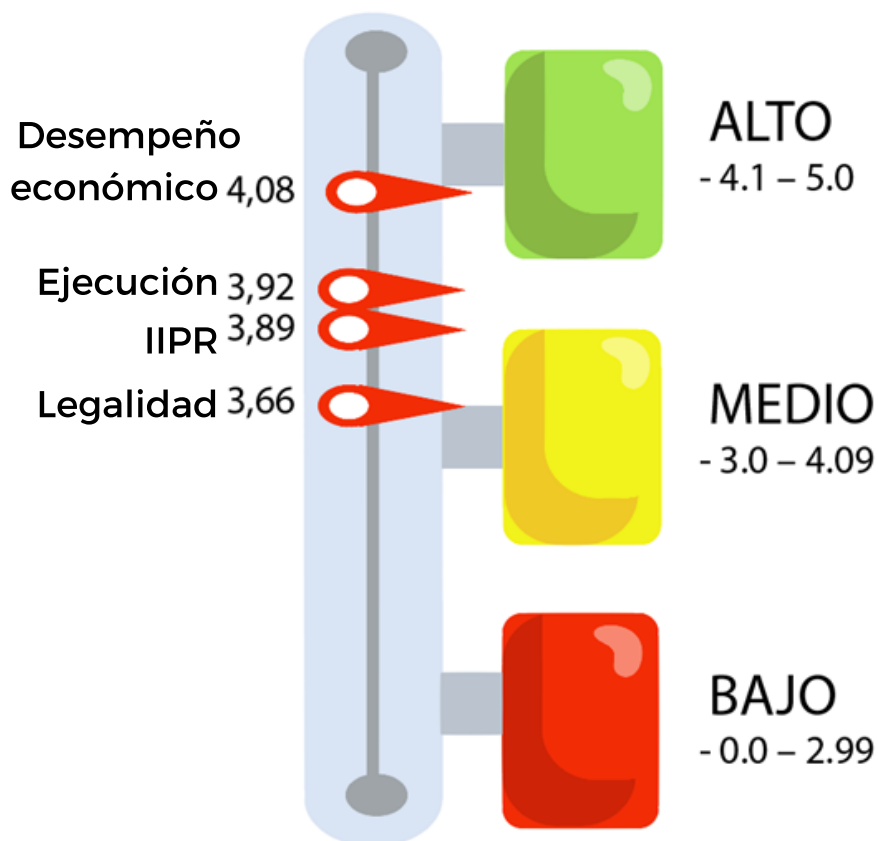 Desempeño
económico 4,08
Ejecución 3,92
IIPR 3,89
Legalidad 3,66
ALTO
- 4.1 – 5.0
MEDIO
- 3.0 – 4.09
BAJO
- 0.0 – 2.99